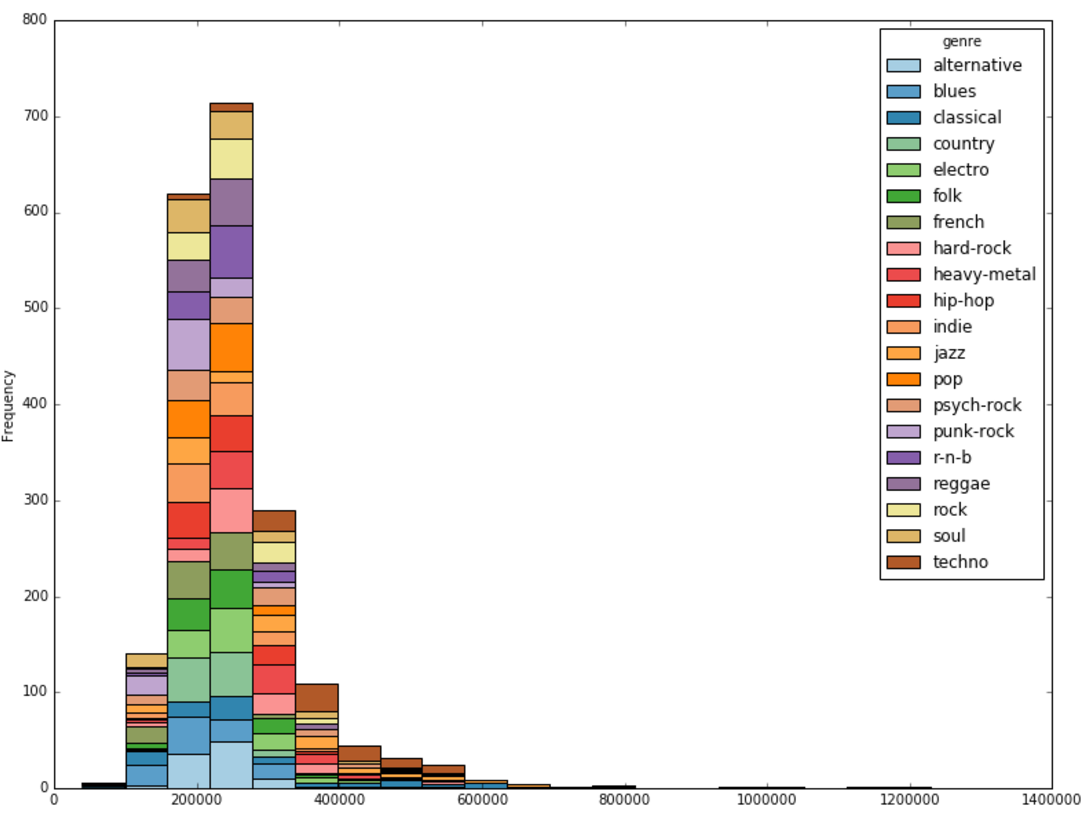 800
700
600
500
400
300
200
100
0
Frequency
0 200000 400000 600000 800000 1000000 1200000 1400000
genre
alternative
blues
classical
country
electro
folk
french
hard-rock
heavy-metal
hip-hop
indie
jazz
pop
psych-rock
punk-rock
r-n-b
reggae
rock
soul
techno